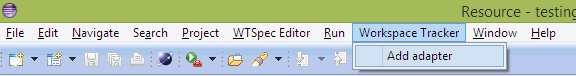 Resource - testing
File Edit Navigate Search Project WTSpec Editor Run Workspace Tracker Window Help
Add adapter